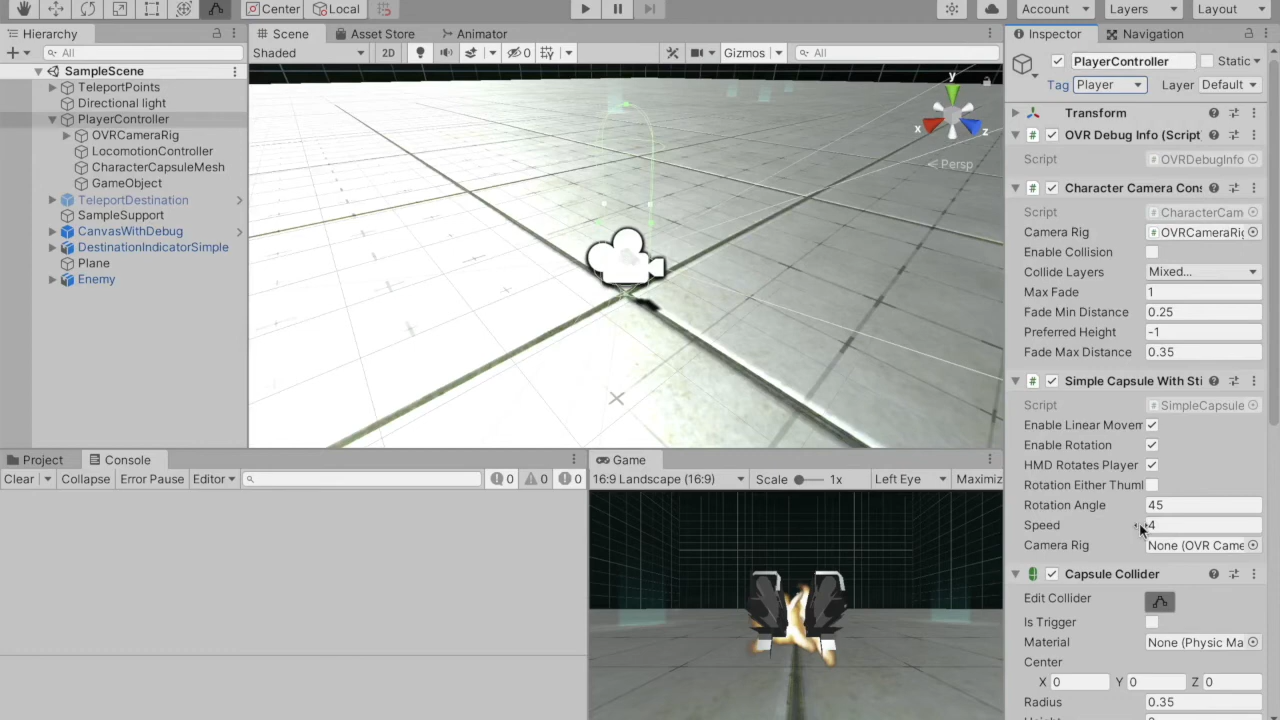 Center Local Account Layers Layout
Hierarchy
All
SampleScene
TeleportPoints
Directional light
PlayerController
OVRCameraRig
LocomotionController
CharacterCapsuleMesh
GameObject
TeleportDestination
SampleSupport
CanvasWithDebug
DestinationIndicatorSimple
Plane
Enemy
Scene Asset Store Animator
Shaded 2D 0 Gizmos All
y
x
z
Persp
Project Console
Clear Collapse Error Pause Editor 0 0 0
Game
16:9 Landscape (16:9) Scale 1x Left Eye Maximiz
Inspector Navigation
PlayerController Static
Tag Player Layer Default
Transform
OVR Debug Info (Script
Script OVRDebugInfo
Character Camera Cons
Script CharacterCam
Camera Rig OVRCameraRig
Enable Collision
Collide Layers Mixed...
Max Fade 1
Fade Min Distance 0.25
Preferred Height -1
Fade Max Distance 0.35
Simple Capsule With Sti
Script SimpleCapsule
Enable Linear Movem
Enable Rotation
HMD Rotates Player
Rotation Either Thuml
Rotation Angle 45
Speed 4
Camera Rig None (OVR Came
Capsule Collider
Edit Collider
Is Trigger
Material None (Physic Ma
Center
X 0 Y 0 Z 0
Radius 0.35